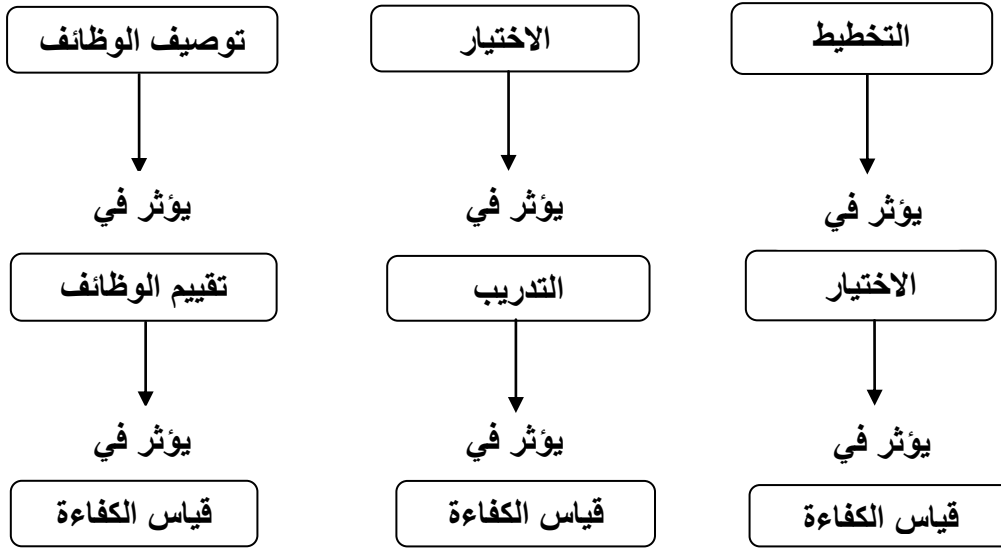 التخطيط
الاختيار
توصيف الوظائف
يؤثر في
يؤثر في
يؤثر في
الاختيار
التدريب
تقييم الوظائف
يؤثر في
يؤثر في
يؤثر في
قياس الكفاءة
قياس الكفاءة
قياس الكفاءة